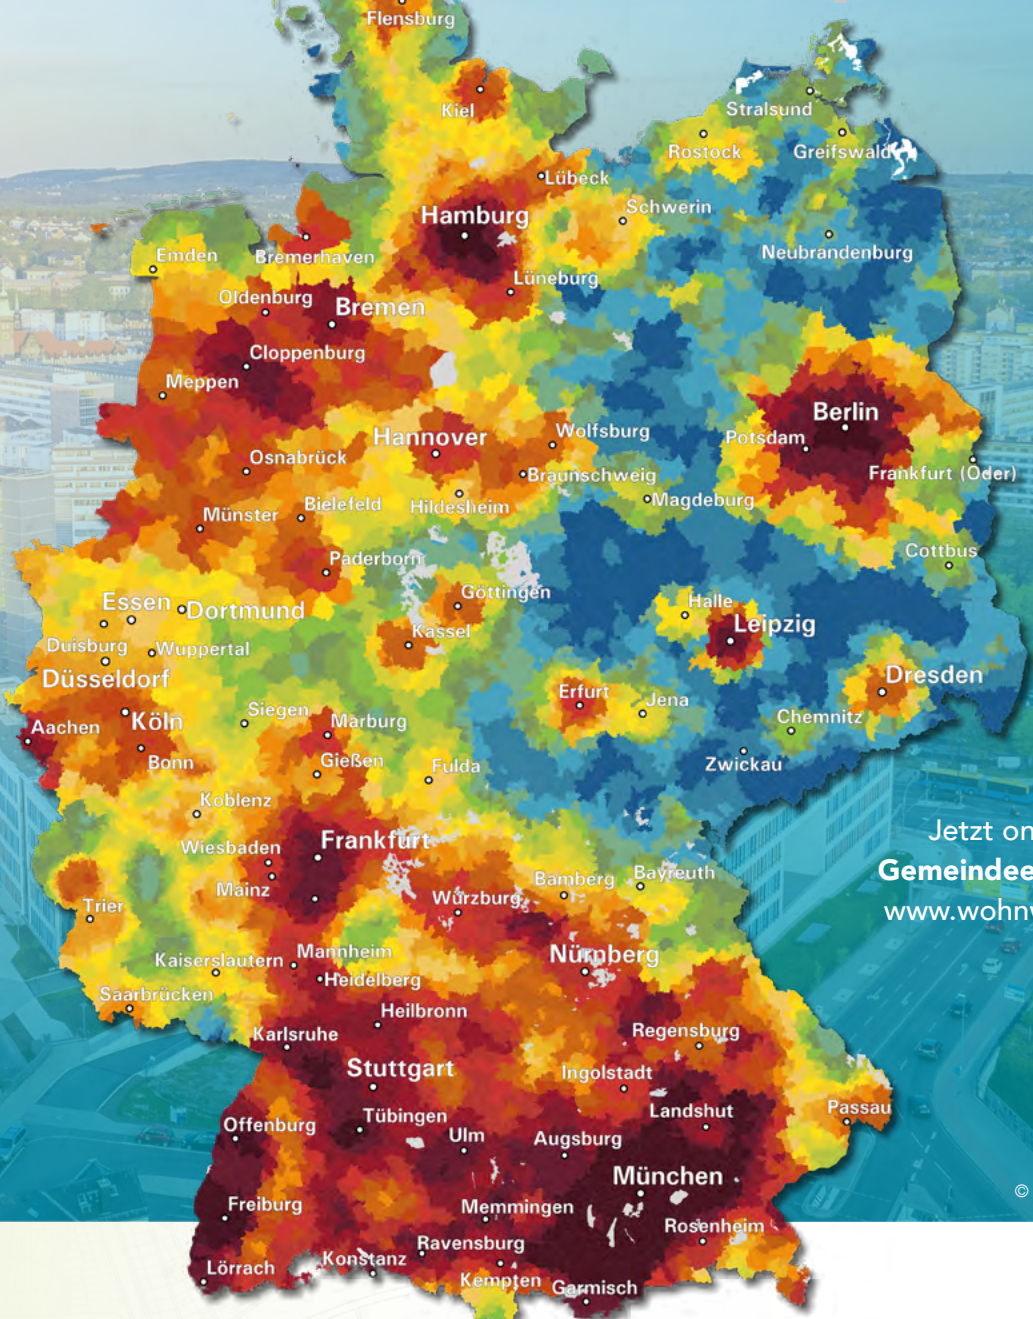 Flensburg
Kiel
Stralsund
Rostock
Greifswald
Lübeck
Hamburg
Schwerin
Neubrandenburg
Emden
Bremerhaven
Lüneburg
Oldenburg
Bremen
Cloppenburg
Meppen
Berlin
Hannover
Wolfsburg
Potsdam
Osnabrück
Braunschweig
Frankfurt (Oder)
Magdeburg
Münster
Bielefeld
Hildesheim
Cottbus
Paderborn
Göttingen
Essen
Dortmund
Halle
Leipzig
Kassel
Duisburg
Wuppertal
Düsseldorf
Dresden
Erfurt
Jena
Aachen
Köln
Siegen
Marburg
Chemnitz
Bonn
Gießen
Fulda
Zwickau
Koblenz
Frankfurt
Wiesbaden
Jetzt on
Gemeindee
www.wohnw
Mainz
Bamberg
Bayreuth
Trier
Würzburg
Kaiserslautern
Mannheim
Nürnberg
Heidelberg
Saarbrücken
Heilbronn
Karlsruhe
Regensburg
Stuttgart
Ingolstadt
Offenburg
Tübingen
Landshut
Passau
Ulm
Augsburg
München
©
Freiburg
Memmingen
Rosenheim
Ravensburg
Konstanz
Lörrach
Kempten
Garmisch